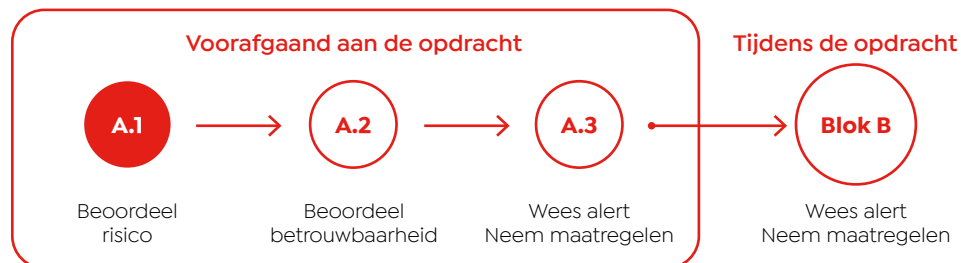 Voorafgaand aan de opdracht
Tijdens de opdracht
A.1
A.2
A.3
Blok B
Beoordeel
risico
Beoordeel
betrouwbaarheid
Wees alert
Neem maatregelen
Wees alert
Neem maatregelen